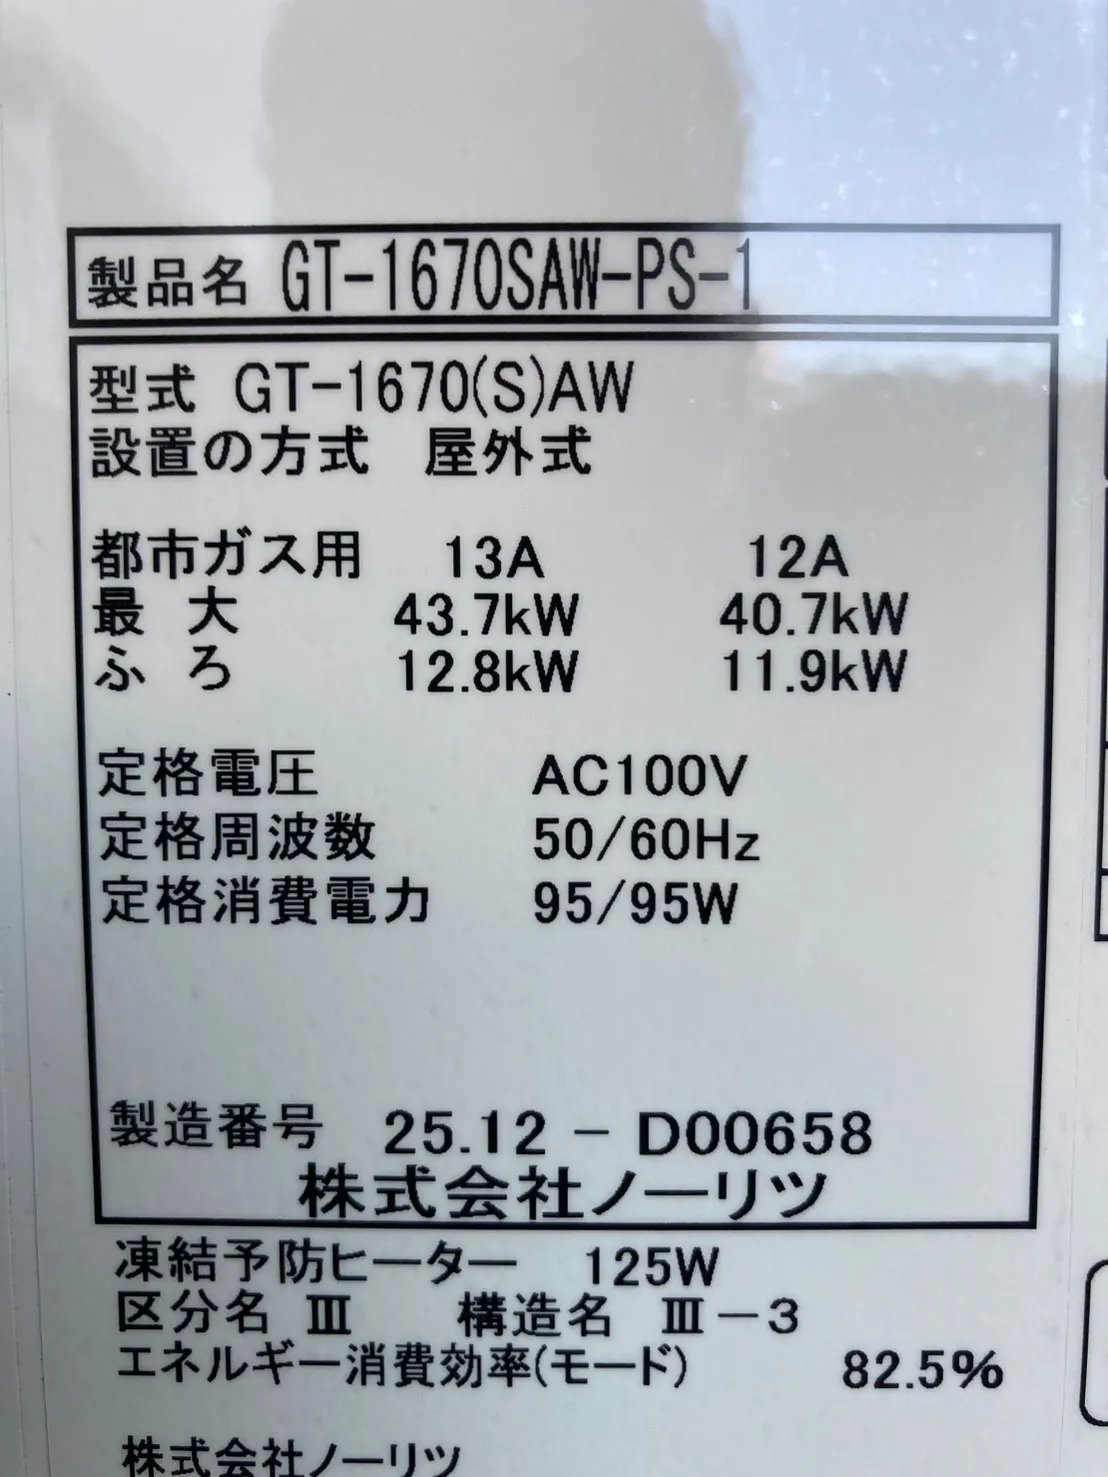 製品名 GT-1670SAW-PS-1
型式 GT-1670(S)AW
設置の方式 屋外式
都市ガス用 13A 12A
最大 43.7kW 40.7kW
ふろ 12.8kW 11.9kW
定格電圧 AC100V
定格周波数 50/60Hz
定格消費電力 95/95W
製造番号 25.12 - D00658
株式会社ノーリツ
凍結予防ヒーター 125W
区分名 Ⅲ 構造名 Ⅲ-3
エネルギー消費効率(モード) 82.5%
株式会社ノーリツ